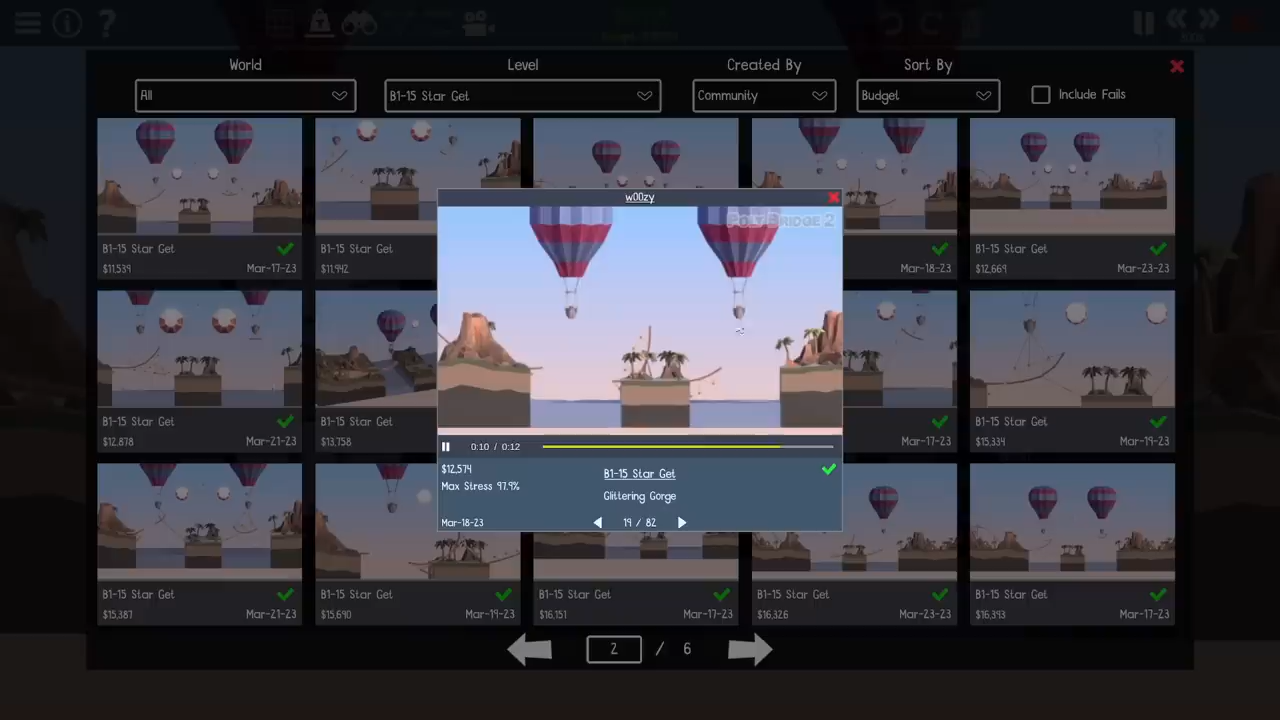 World
Level
Created By
Sort By
All
B1-15 Star Get
Community
Budget
Include Fails
w00zy
POLY BRIDGE 2
B1-15 Star Get
$11,539
Mar-17-23
B1-15 Star Get
$11,942
Mar-18-23
B1-15 Star Get
$12,669
Mar-23-23
0:10 / 0:12
$12,574
Max Stress 97.9%
B1-15 Star Get
Glittering Gorge
Mar-18-23
19 / 82
B1-15 Star Get
$12,878
Mar-21-23
B1-15 Star Get
$13,758
Mar-17-23
B1-15 Star Get
$15,334
Mar-19-23
B1-15 Star Get
$15,387
Mar-21-23
B1-15 Star Get
$15,690
Mar-19-23
B1-15 Star Get
$16,151
Mar-17-23
B1-15 Star Get
$16,326
Mar-23-23
B1-15 Star Get
$16,393
Mar-17-23
2 / 6